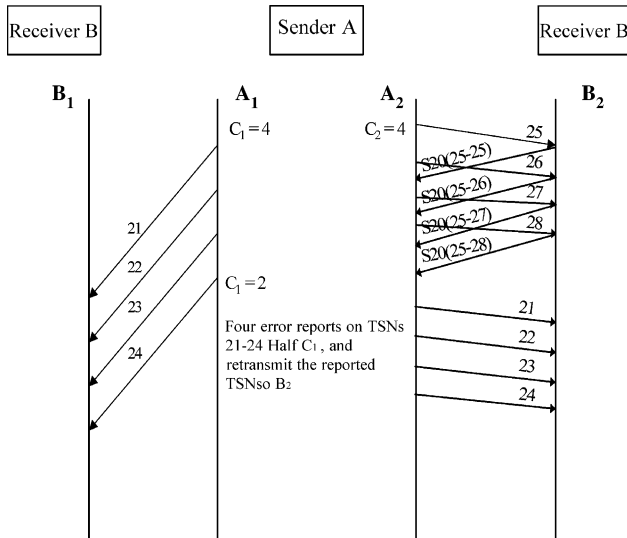 Receiver B
Sender A
Receiver B
B1
A1
A2
B2
C1=4
C2=4
25
S20(25-25)
26
S20(25-26)
27
S20(25-27)
28
S20(25-28)
21
22
23
24
C1=2
Four error reports on TSNs
21-24 Half C1, and
retransmit the reported
TSNso B2
21
22
23
24